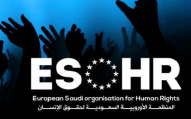 ESOHR
European Saudi organisation for Human Rights
المنظمة الأوروبية السعودية لحقوق الإنسان